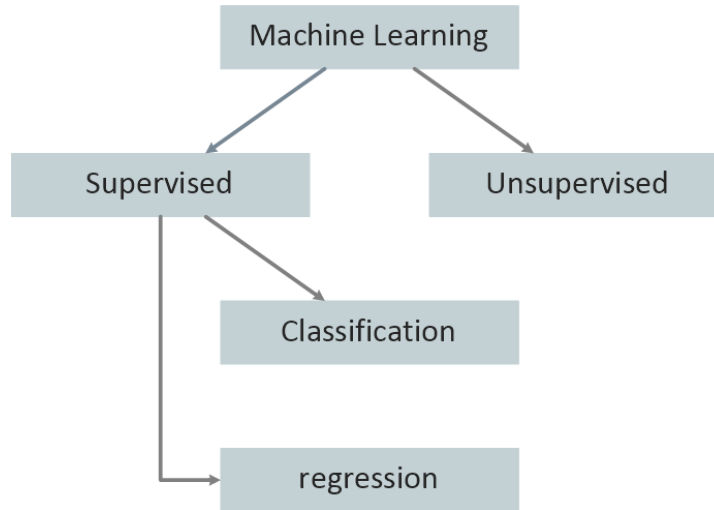 Machine Learning
Supervised
Unsupervised
Classification
regression